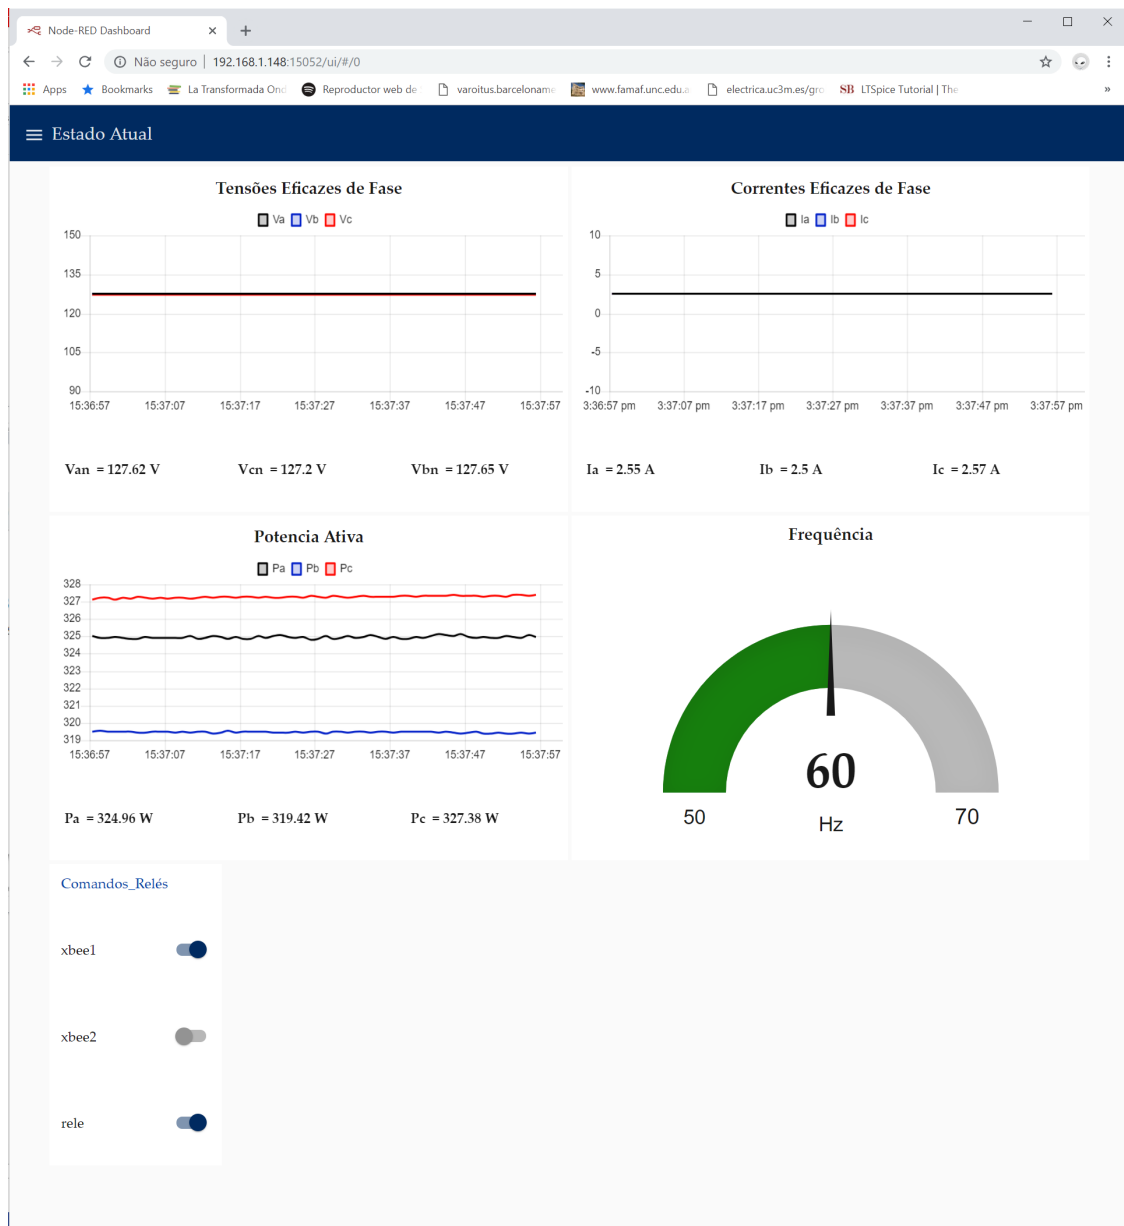 Node-RED Dashboard
Não seguro | 192.168.1.148:15052/ui/#/0
Apps Bookmarks La Transformada Ond Reproductor web de varoitus.barceloname www.famaf.unc.edu.a electrica.uc3m.es/gro SB LTSpice Tutorial | The »
Estado Atual
Tensões Eficazes de Fase
Va Vb Vc
150
135
120
105
90
15:36:57 15:37:07 15:37:17 15:37:27 15:37:37 15:37:47 15:37:57
Van = 127.62 V Vcn = 127.2 V Vbn = 127.65 V
Correntes Eficazes de Fase
Ia Ib Ic
10
5
0
-5
-10
3:36:57 pm 3:37:07 pm 3:37:17 pm 3:37:27 pm 3:37:37 pm 3:37:47 pm 3:37:57 pm
Ia = 2.55 A Ib = 2.5 A Ic = 2.57 A
Potencia Ativa
Pa Pb Pc
328
327
326
325
324
323
322
321
320
319
15:36:57 15:37:07 15:37:17 15:37:27 15:37:37 15:37:47 15:37:57
Pa = 324.96 W Pb = 319.42 W Pc = 327.38 W
Frequência
60
50 Hz 70
Comandos_Relés
xbee1
xbee2
rele